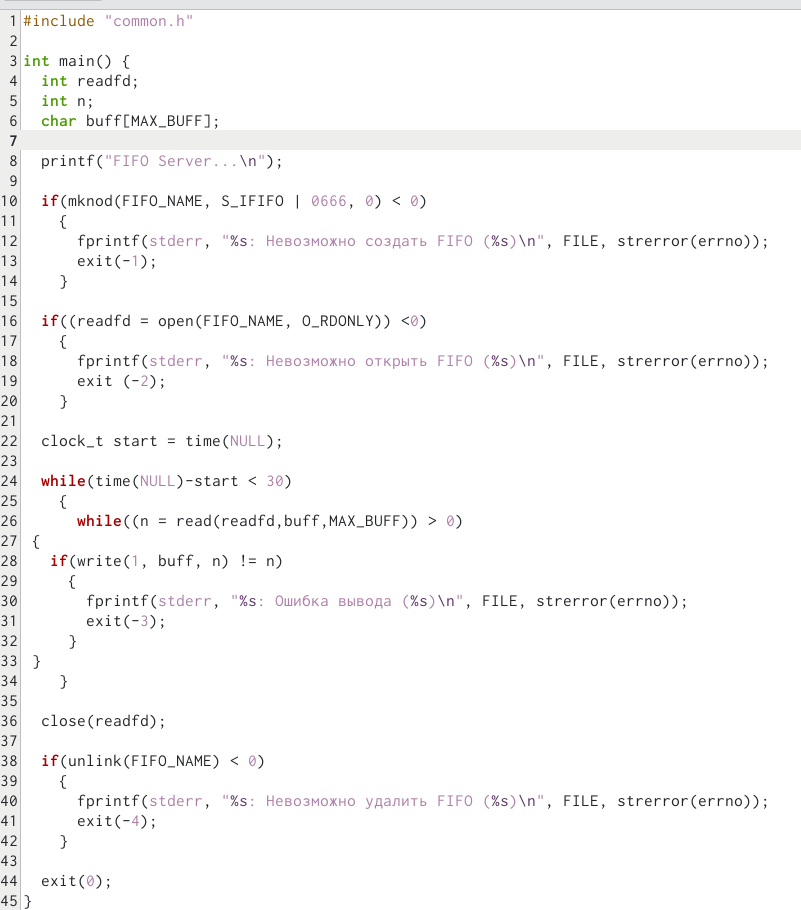 1 #include "common.h"
2
3 int main() {
4   int readfd;
5   int n;
6   char buff[MAX_BUFF];
7
8   printf("FIFO Server...\n");
9
10   if(mknod(FIFO_NAME, S_IFIFO | 0666, 0) < 0)
11     {
12       fprintf(stderr, "%s: Невозможно создать FIFO (%s)\n", FILE, strerror(errno));
13       exit(-1);
14     }
15
16   if((readfd = open(FIFO_NAME, O_RDONLY)) <0)
17     {
18       fprintf(stderr, "%s: Невозможно открыть FIFO (%s)\n", FILE, strerror(errno));
19       exit (-2);
20     }
21
22   clock_t start = time(NULL);
23
24   while(time(NULL)-start < 30)
25     {
26       while((n = read(readfd,buff,MAX_BUFF)) > 0)
27  {
28    if(write(1, buff, n) != n)
29      {
30        fprintf(stderr, "%s: Ошибка вывода (%s)\n", FILE, strerror(errno));
31        exit(-3);
32      }
33  }
34     }
35
36   close(readfd);
37
38   if(unlink(FIFO_NAME) < 0)
39     {
40       fprintf(stderr, "%s: Невозможно удалить FIFO (%s)\n", FILE, strerror(errno));
41       exit(-4);
42     }
43
44   exit(0);
45 }